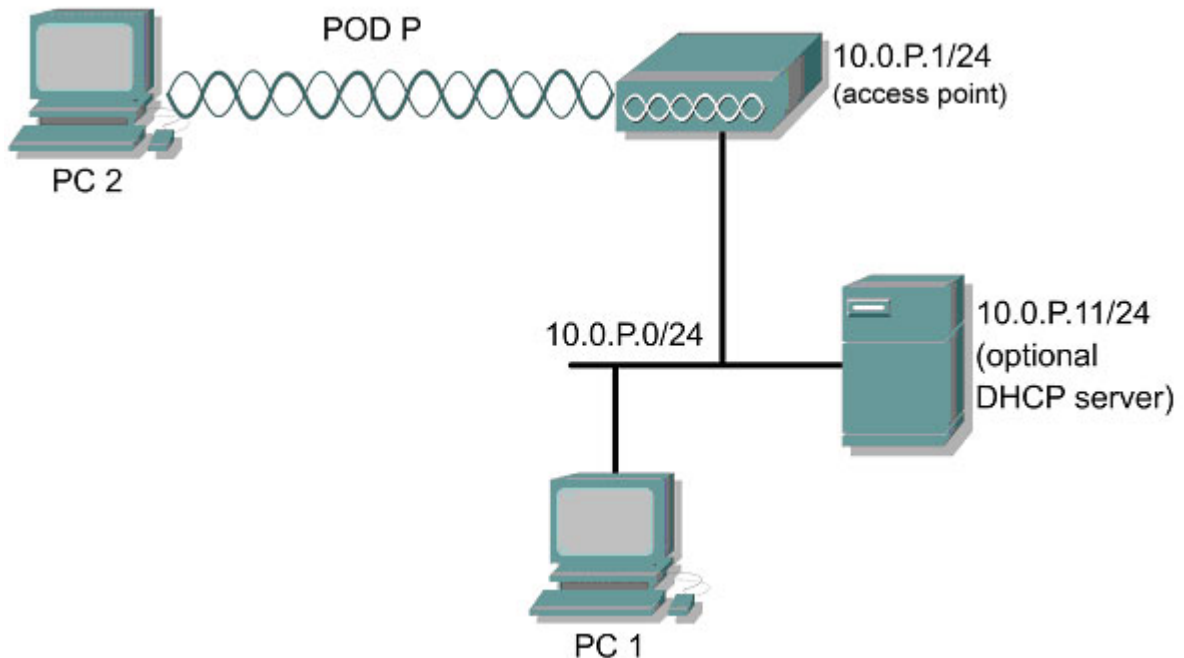 POD P
10.0.P.1/24
(access point)
PC 2
10.0.P.0/24
10.0.P.11/24
(optional
DHCP server)
PC 1